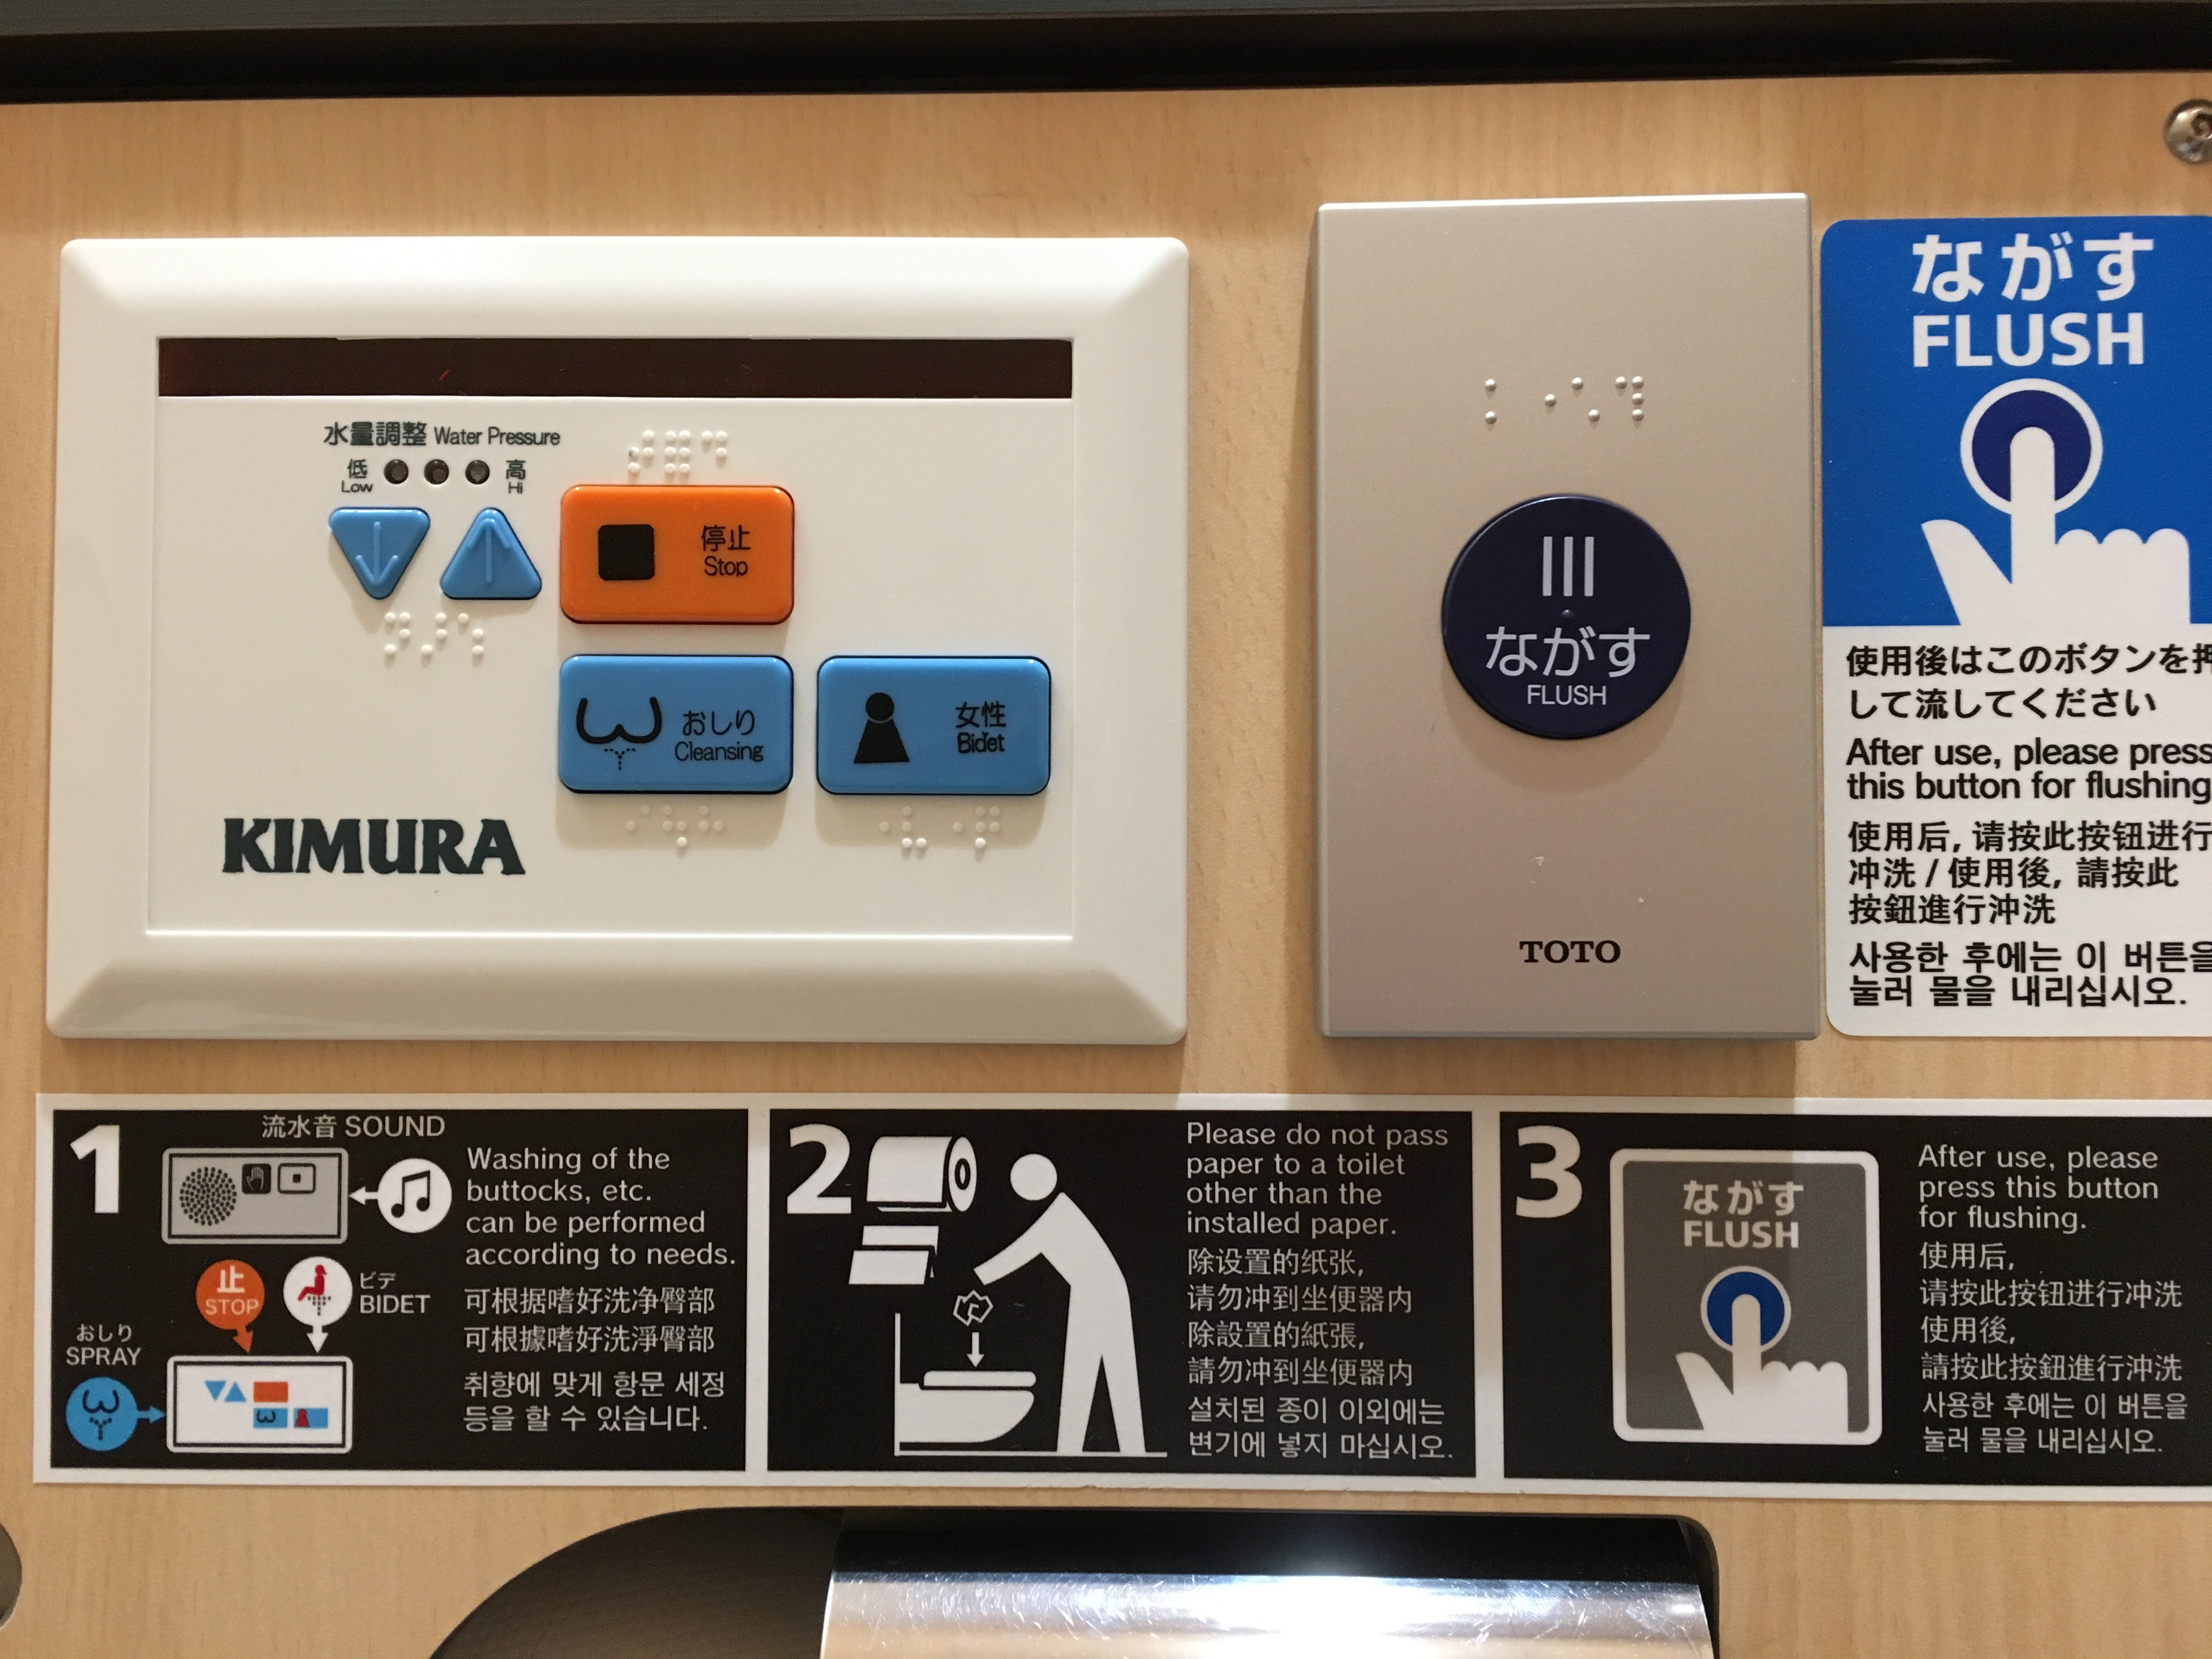 水量調整 Water Pressure
低 高
Low Hi
停止
Stop
おしり
Cleansing
女性
Bidet
KIMURA
ながす
FLUSH
TOTO
ながす
FLUSH
使用後はこのボタンを押
して流してください
After use, please press
this button for flushing
使用后, 请按此按钮进行
冲洗 / 使用後, 請按此
按鈕進行沖洗
사용한 후에는 이 버튼을
눌러 물을 내리십시오.
1
流水音 SOUND
止
STOP
ビデ
BIDET
おしり
SPRAY
Washing of the
buttocks, etc.
can be performed
according to needs.
可根据嗜好洗净臀部
可根據嗜好洗淨臀部
취향에 맞게 항문 세정
등을 할 수 있습니다.
2
Please do not pass
paper to a toilet
other than the
installed paper.
除设置的纸张,
请勿冲到坐便器内
除設置的紙張,
請勿冲到坐便器内
설치된 종이 이외에는
변기에 넣지 마십시오.
3
ながす
FLUSH
After use, please
press this button
for flushing.
使用后,
请按此按钮进行冲洗
使用後,
請按此按鈕進行沖洗
사용한 후에는 이 버튼을
눌러 물을 내리십시오.